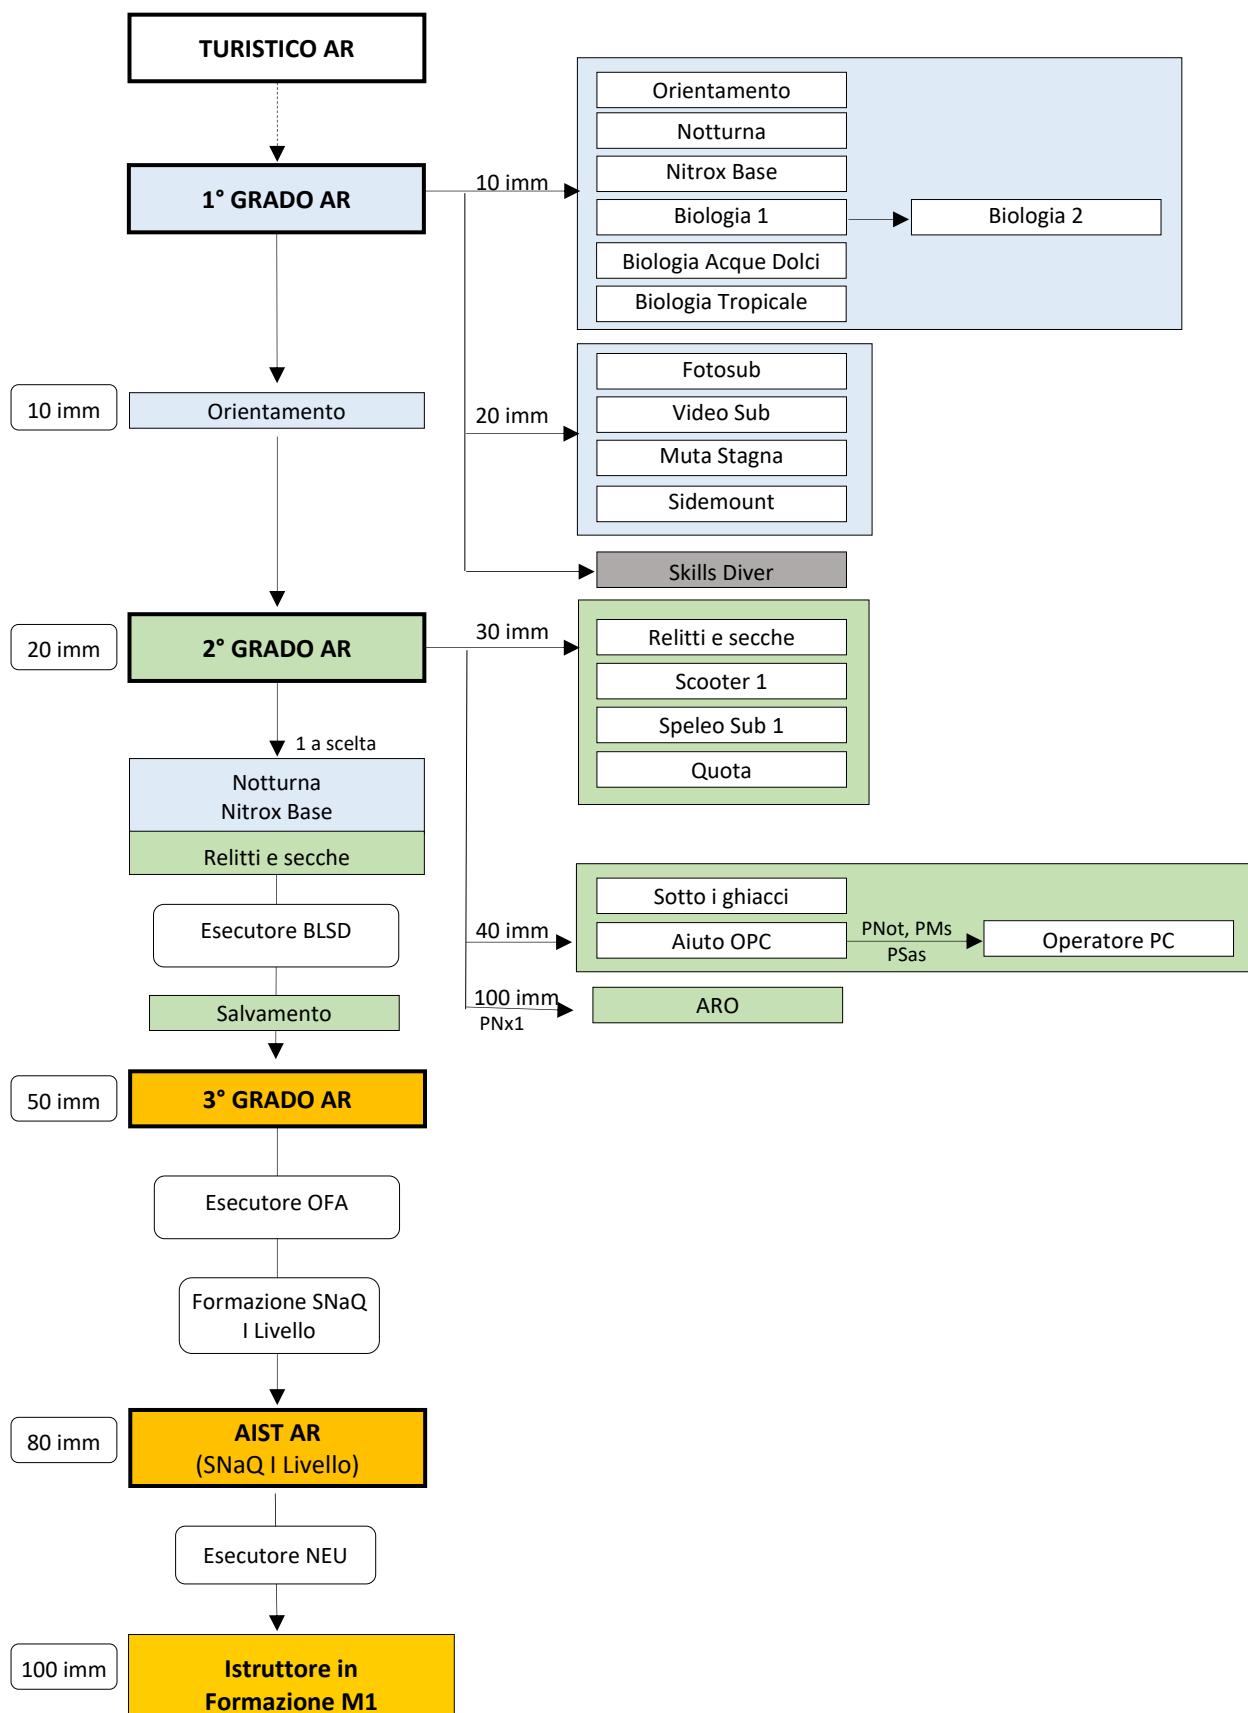 TURISTICO AR
1° GRADO AR
10 imm
Orientamento
Notturna
Nitrox Base
Biologia 1
Biologia 2
Biologia Acque Dolci
Biologia Tropicale
10 imm
Orientamento
20 imm
Fotosub
Video Sub
Muta Stagna
Sidemount
Skills Diver
20 imm
2° GRADO AR
30 imm
Relitti e secche
Scooter 1
Speleo Sub 1
Quota
1 a scelta
Notturna
Nitrox Base
Relitti e secche
Esecutore BLSD
Salvamento
40 imm
Sotto i ghiacci
Aiuto OPC
PNot, PMs
PSas
Operatore PC
100 imm
PNx1
ARO
50 imm
3° GRADO AR
Esecutore OFA
Formazione SNaQ
I Livello
80 imm
AIST AR
(SNaQ I Livello)
Esecutore NEU
100 imm
Istruttore in
Formazione M1